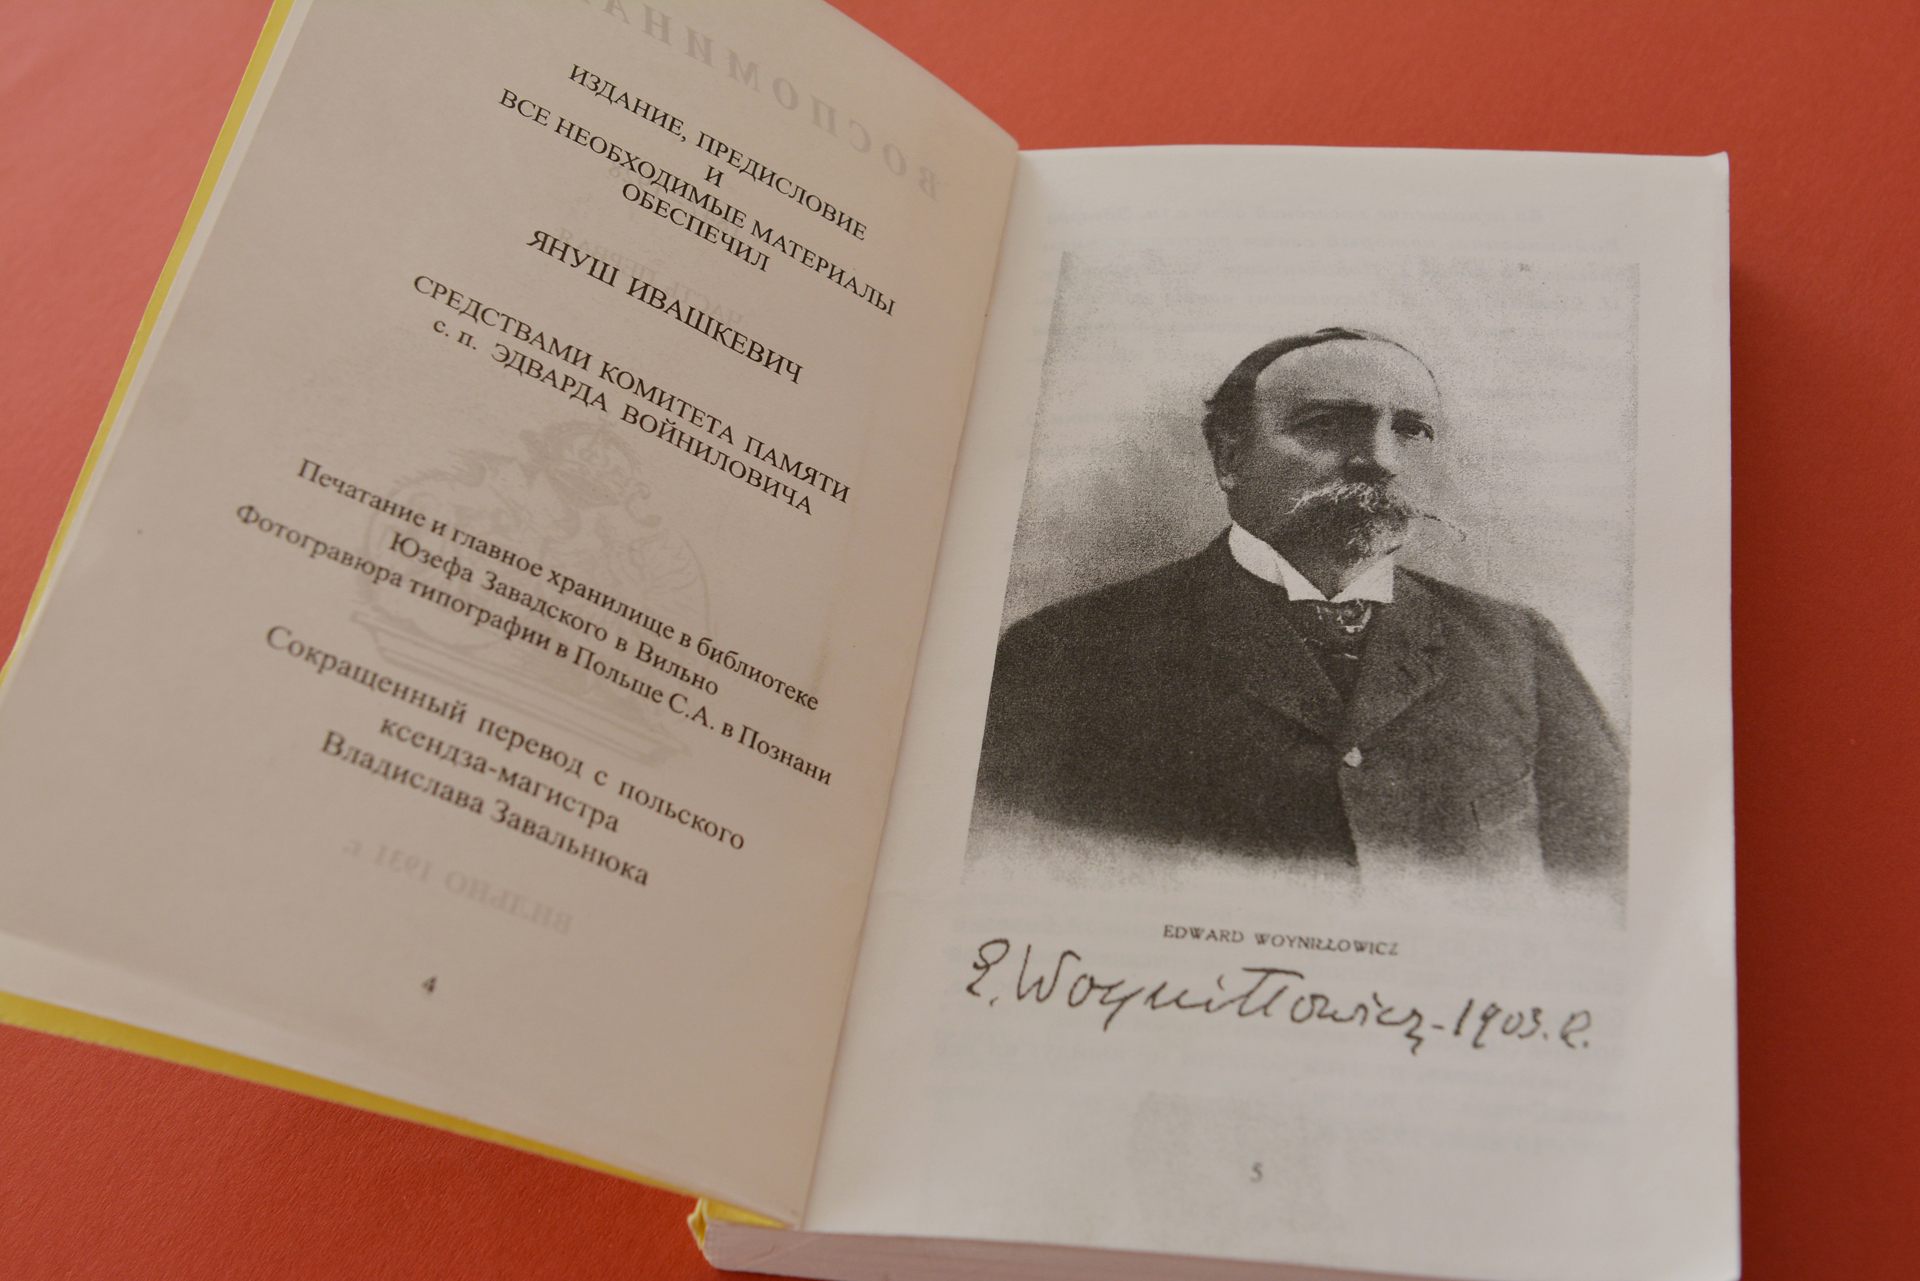 ИЗДАНИЕ, ПРЕДИСЛОВИЕ
И
ВСЕ НЕОБХОДИМЫЕ МАТЕРИАЛЫ
ОБЕСПЕЧИЛ
ЯНУШ ИВАШКЕВИЧ
СРЕДСТВАМИ КОМИТЕТА ПАМЯТИ
с. п. ЭДВАРДА ВОЙНИЛОВИЧА
Печатание и главное хранилище в библиотеке
Юзефа Завадского в Вильно
Фотогравюра типографии в Польше С.А. в Познани
Сокращенный перевод с польского
ксендза-магистра
Владислава Завальнюка
4
EDWARD WOYNIŁŁOWICZ
E. Woyniłłowicz - 1903. R.
5